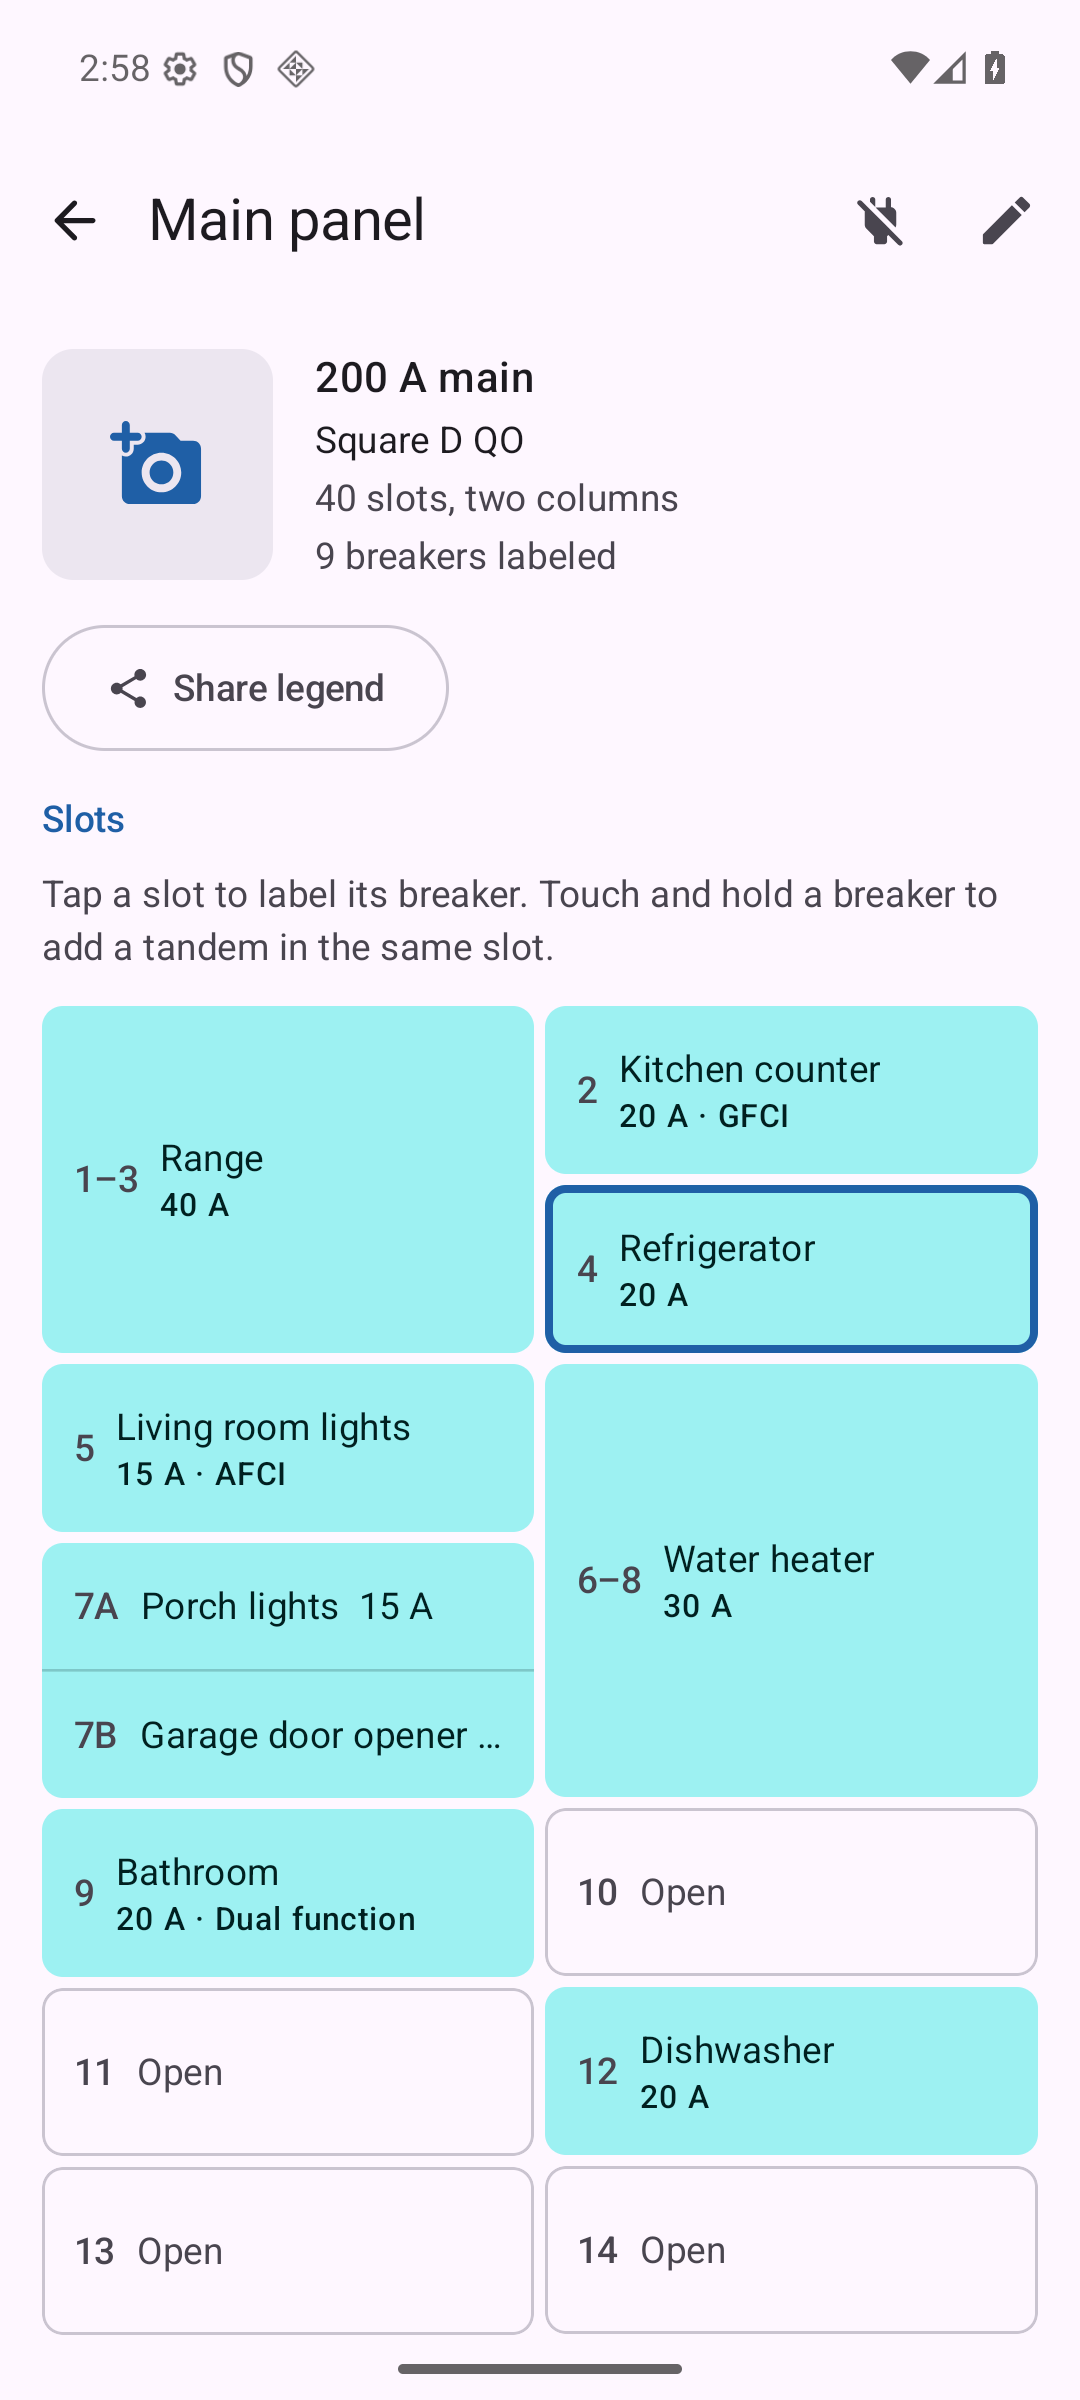 2:58
Main panel
200 A main
Square D QO
40 slots, two columns
9 breakers labeled
Share legend
Slots
Tap a slot to label its breaker. Touch and hold a breaker to
add a tandem in the same slot.
1–3 Range
40 A
2 Kitchen counter
20 A · GFCI
4 Refrigerator
20 A
5 Living room lights
15 A · AFCI
6–8 Water heater
30 A
7A Porch lights 15 A
7B Garage door opener ...
9 Bathroom
20 A · Dual function
10 Open
11 Open
12 Dishwasher
20 A
13 Open
14 Open